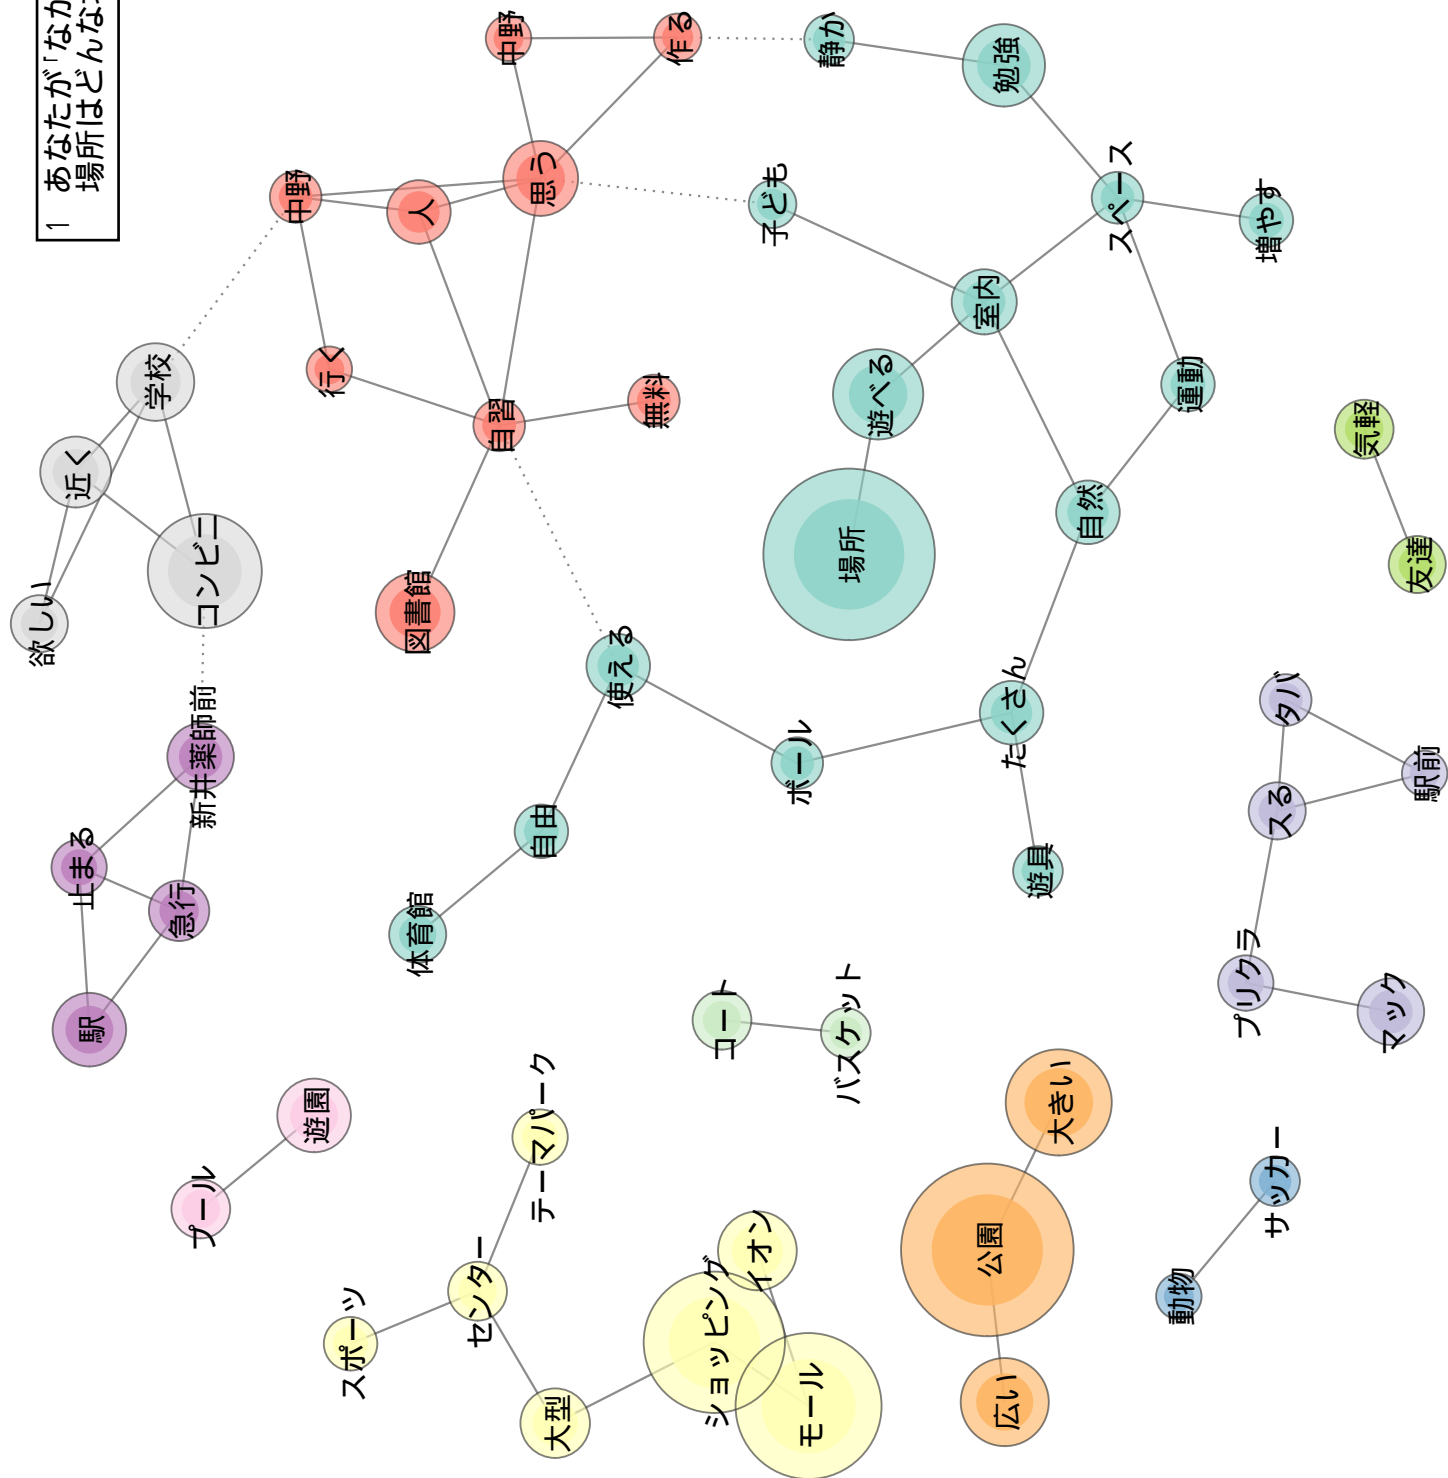 1 あなたが「なか
場所はどんな
中野
作る
静か
勉強
思う
人
中野
子ども
スペース
増やす
室内
行く
学校
近く
自習
無料
遊べる
運動
気軽
欲しい
コンビニ
図書館
場所
自然
友達
使える
新井薬師前
ボール
たくさん
タバ
スる
駅前
止まる
急行
自由
遊具
体育館
駅
コート
バスケット
プリクラ
マック
遊園
プール
テーマパーク
大きい
サッカー
センター
スポーツ
イオン
ショッピング
モール
大型
公園
広い
動物